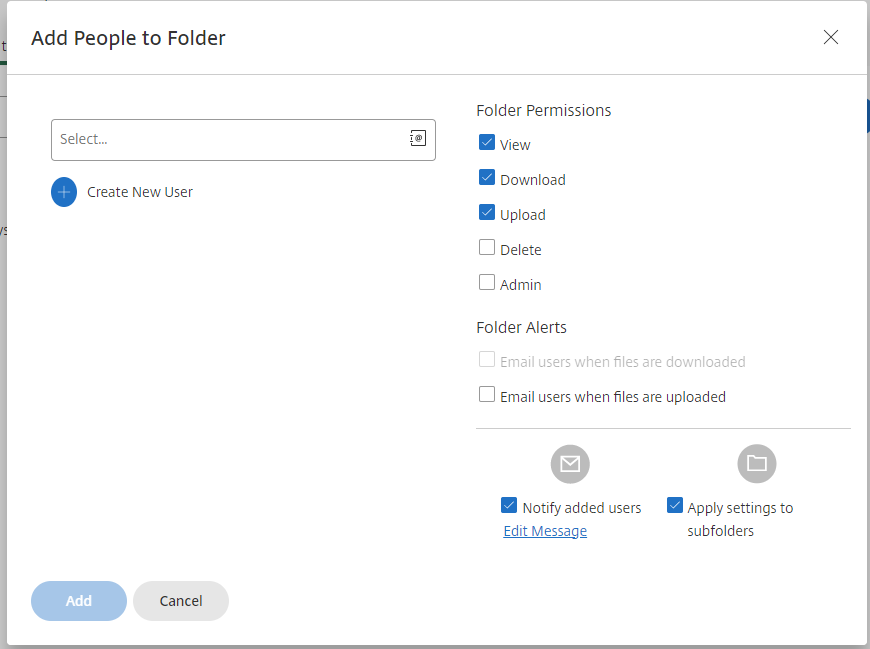 Add People to Folder
Select...
Create New User
Folder Permissions
View
Download
Upload
Delete
Admin
Folder Alerts
Email users when files are downloaded
Email users when files are uploaded
Notify added users
Edit Message
Apply settings to
subfolders
Add
Cancel